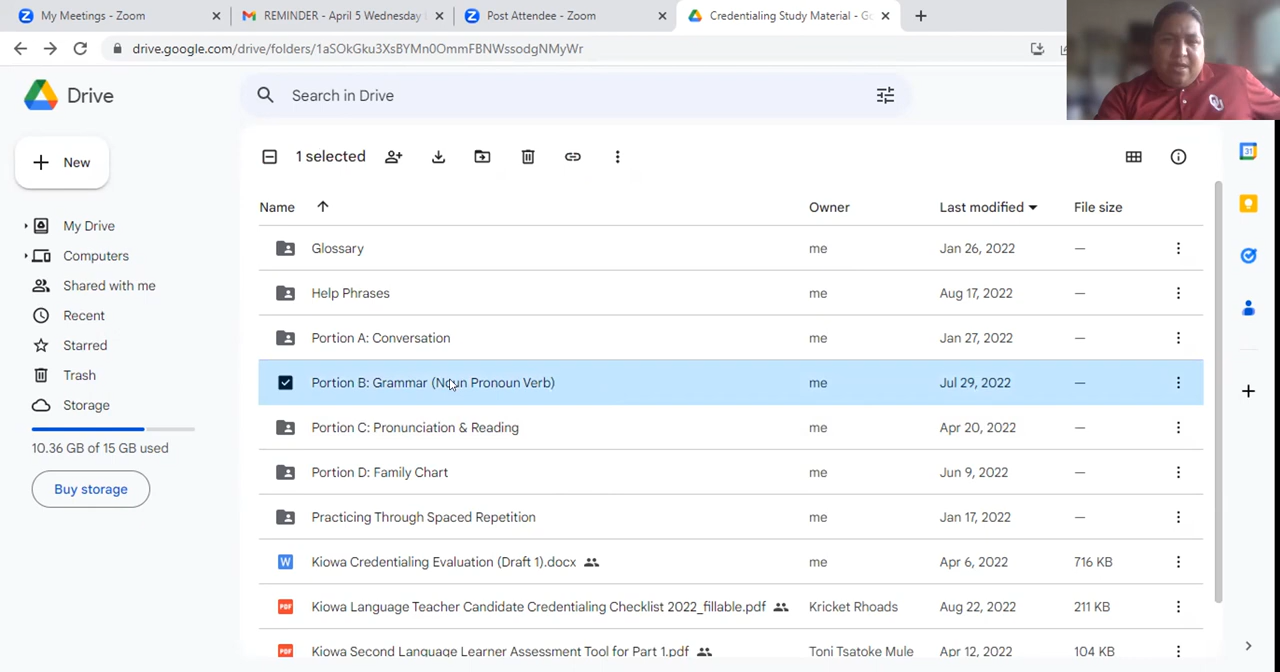 My Meetings - Zoom
REMINDER - April 5 Wednesday
Post Attendee - Zoom
Credentialing Study Material - Go
drive.google.com/drive/folders/1aSOkGku3XsBYMn0OmmFBNWssodgNMyWr
Drive
Search in Drive
New
1 selected
Name
Owner
Last modified
File size
My Drive
Computers
Shared with me
Recent
Starred
Trash
Storage
10.36 GB of 15 GB used
Buy storage
Glossary me Jan 26, 2022 —
Help Phrases me Aug 17, 2022 —
Portion A: Conversation me Jan 27, 2022 —
Portion B: Grammar (Noun Pronoun Verb) me Jul 29, 2022 —
Portion C: Pronunciation & Reading me Apr 20, 2022 —
Portion D: Family Chart me Jun 9, 2022 —
Practicing Through Spaced Repetition me Jan 17, 2022 —
W Kiowa Credentialing Evaluation (Draft 1).docx me Apr 6, 2022 716 KB
PDF Kiowa Language Teacher Candidate Credentialing Checklist 2022_fillable.pdf Kricket Rhoads Aug 22, 2022 211 KB
PDF Kiowa Second Language Learner Assessment Tool for Part 1.pdf Toni Tsatoke Mule Apr 12, 2022 104 KB
31